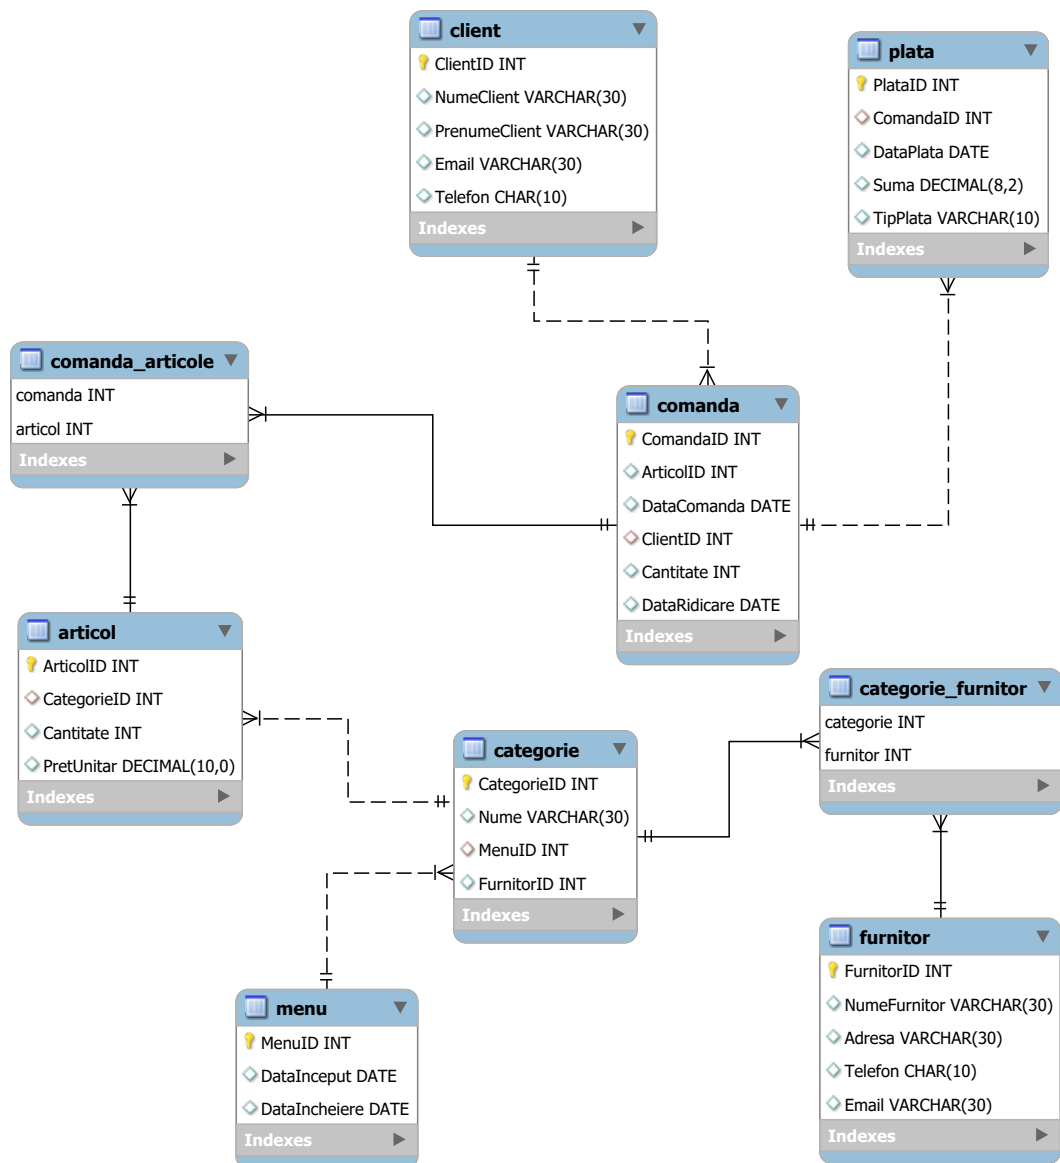 client
ClientID INT
NumeClient VARCHAR(30)
PrenumeClient VARCHAR(30)
Email VARCHAR(30)
Telefon CHAR(10)
Indexes
plata
PlataID INT
ComandaID INT
DataPlata DATE
Suma DECIMAL(8,2)
TipPlata VARCHAR(10)
Indexes
comanda_articole
comanda INT
articol INT
Indexes
comanda
ComandaID INT
ArticolID INT
DataComanda DATE
ClientID INT
Cantitate INT
DataRidicare DATE
Indexes
articol
ArticolID INT
CategorieID INT
Cantitate INT
PretUnitar DECIMAL(10,0)
Indexes
categorie
CategorieID INT
Nume VARCHAR(30)
MenuID INT
FurnitorID INT
Indexes
categorie_furnitor
categorie INT
furnitor INT
Indexes
menu
MenuID INT
DataInceput DATE
DataIncheiere DATE
Indexes
furnitor
FurnitorID INT
NumeFurnitor VARCHAR(30)
Adresa VARCHAR(30)
Telefon CHAR(10)
Email VARCHAR(30)
Indexes